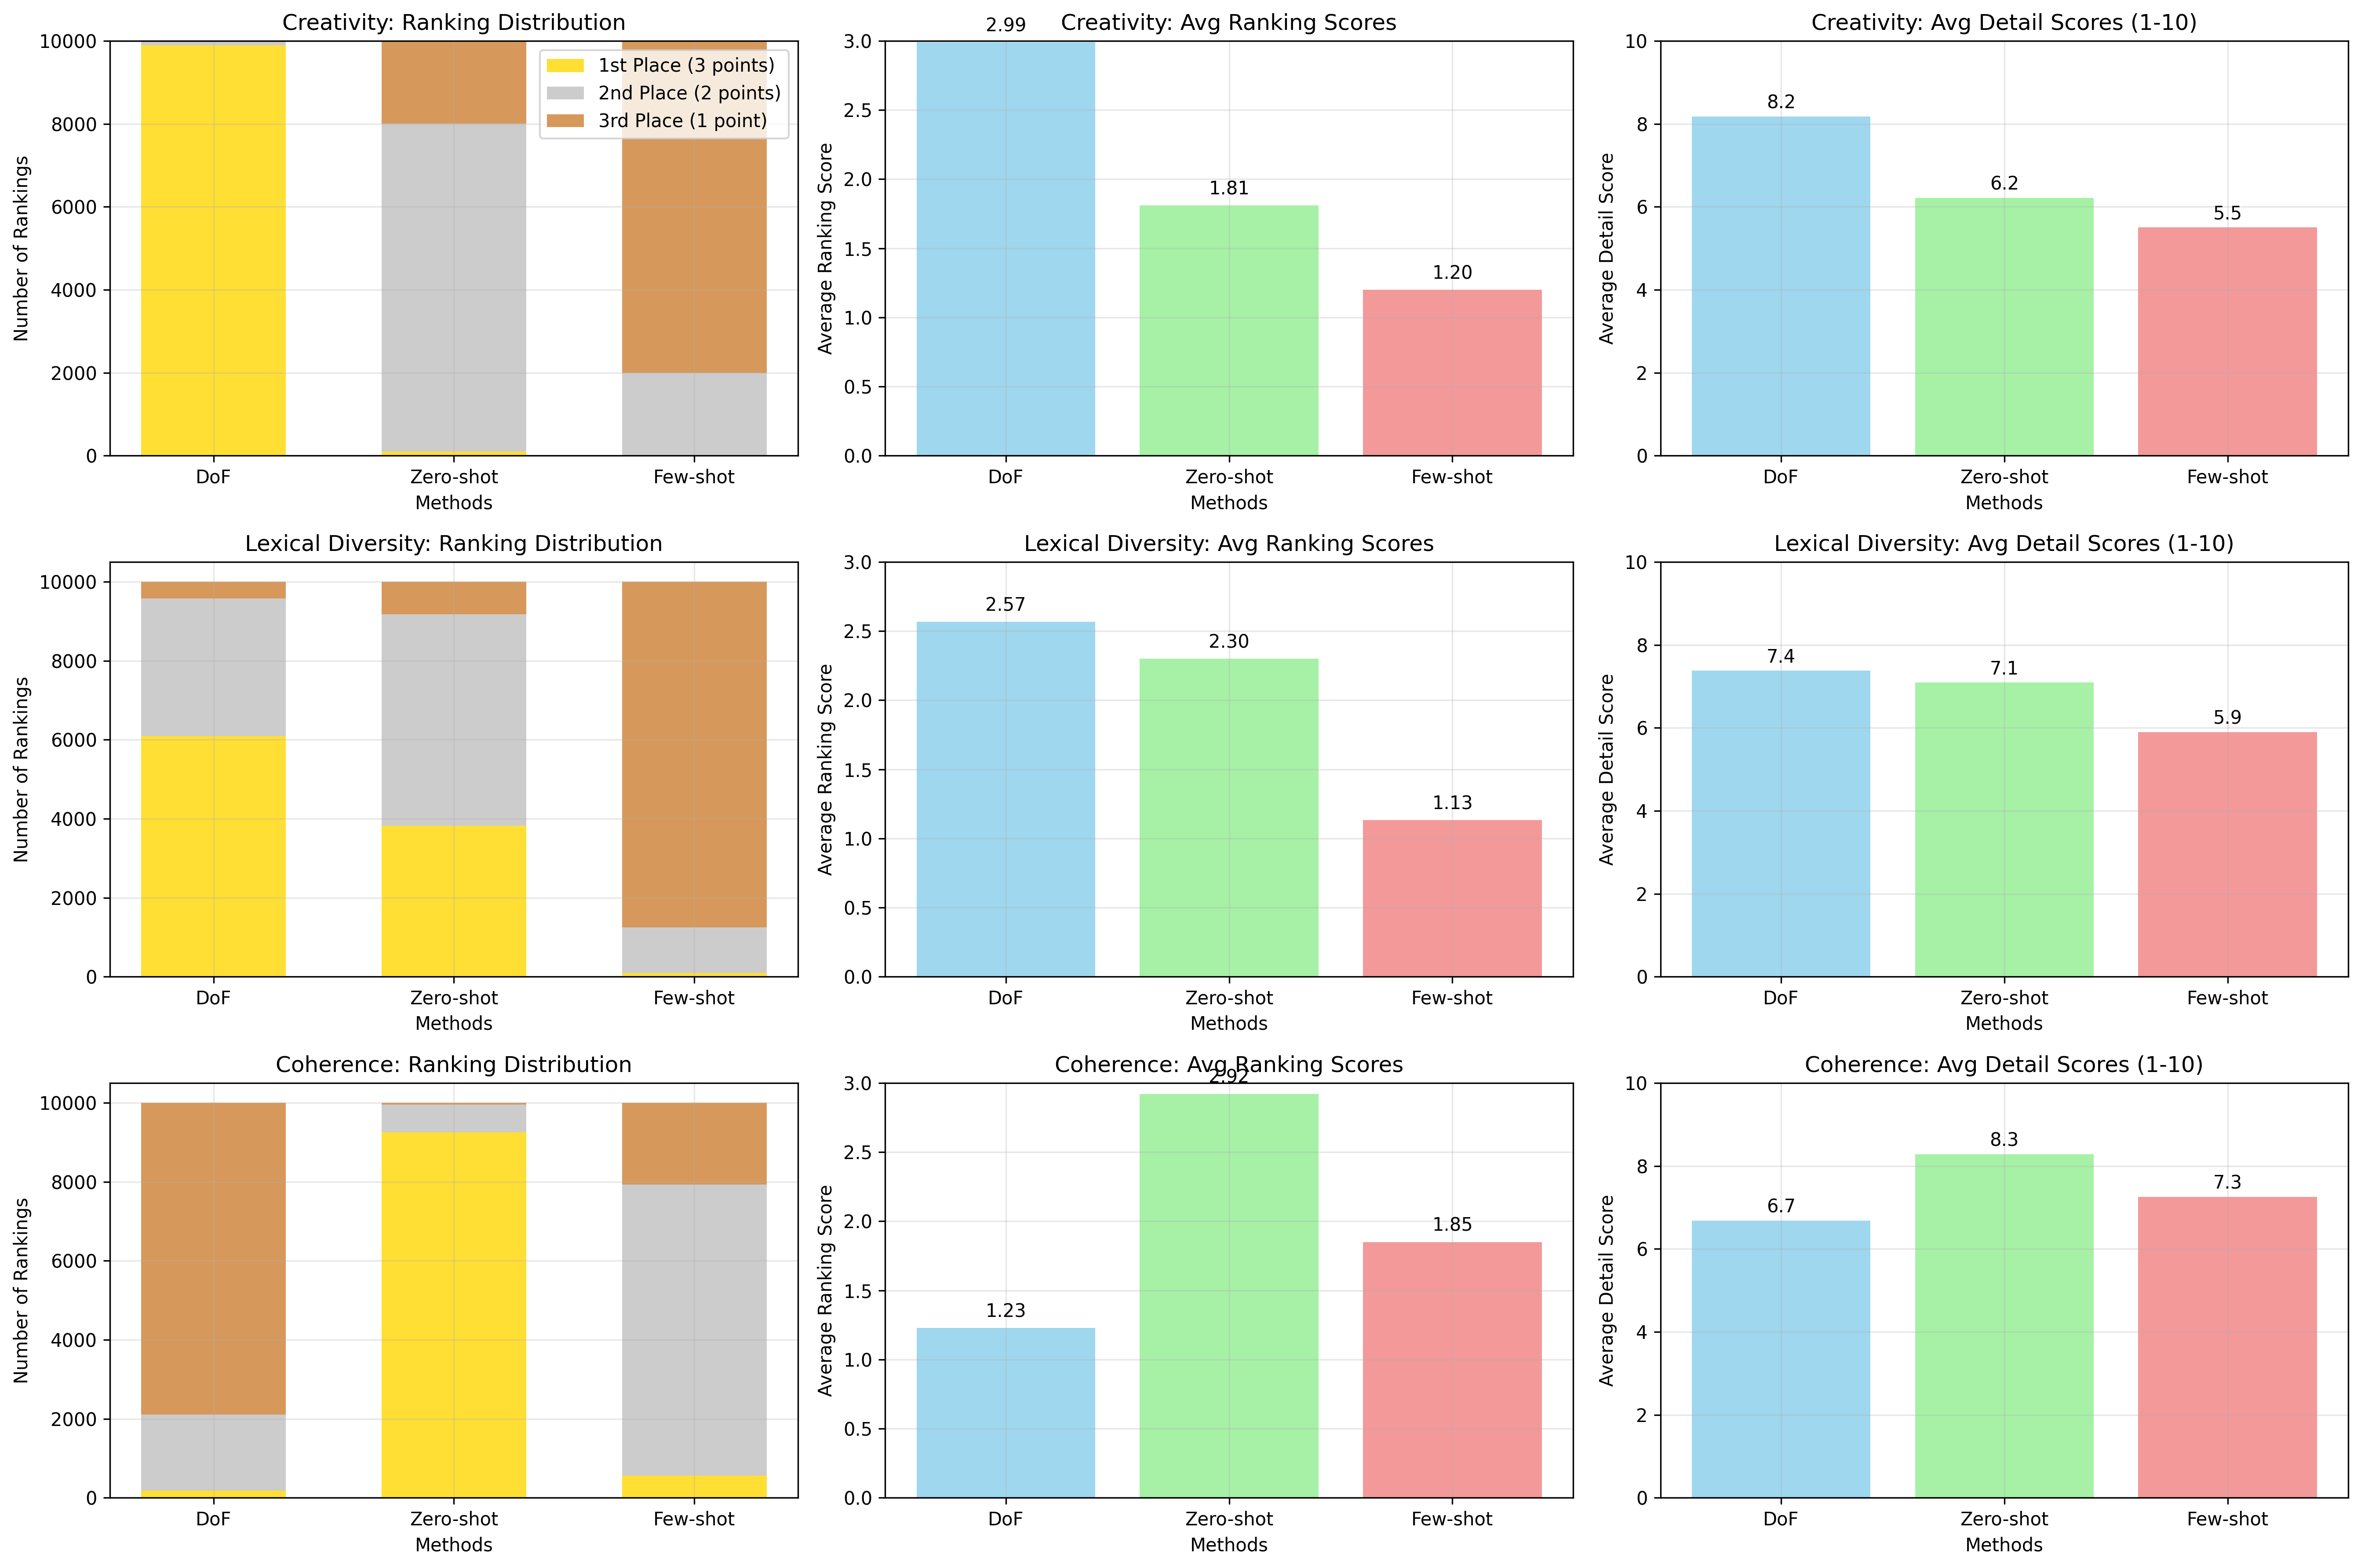 Creativity: Ranking Distribution
10000
8000
6000
4000
2000
0
Number of Rankings
1st Place (3 points)
2nd Place (2 points)
3rd Place (1 point)
DoF
Zero-shot
Few-shot
Methods
Creativity: Avg Ranking Scores
3.0
2.5
2.0
1.5
1.0
0.5
0.0
Average Ranking Score
2.99
1.81
1.20
DoF
Zero-shot
Few-shot
Methods
Creativity: Avg Detail Scores (1-10)
10
8
6
4
2
0
Average Detail Score
8.2
6.2
5.5
DoF
Zero-shot
Few-shot
Methods
Lexical Diversity: Ranking Distribution
10000
8000
6000
4000
2000
0
Number of Rankings
DoF
Zero-shot
Few-shot
Methods
Lexical Diversity: Avg Ranking Scores
3.0
2.5
2.0
1.5
1.0
0.5
0.0
Average Ranking Score
2.57
2.30
1.13
DoF
Zero-shot
Few-shot
Methods
Lexical Diversity: Avg Detail Scores (1-10)
10
8
6
4
2
0
Average Detail Score
7.4
7.1
5.9
DoF
Zero-shot
Few-shot
Methods
Coherence: Ranking Distribution
10000
8000
6000
4000
2000
0
Number of Rankings
DoF
Zero-shot
Few-shot
Methods
Coherence: Avg Ranking Scores
3.0
2.5
2.0
1.5
1.0
0.5
0.0
Average Ranking Score
1.23
2.92
1.85
DoF
Zero-shot
Few-shot
Methods
Coherence: Avg Detail Scores (1-10)
10
8
6
4
2
0
Average Detail Score
6.7
8.3
7.3
DoF
Zero-shot
Few-shot
Methods